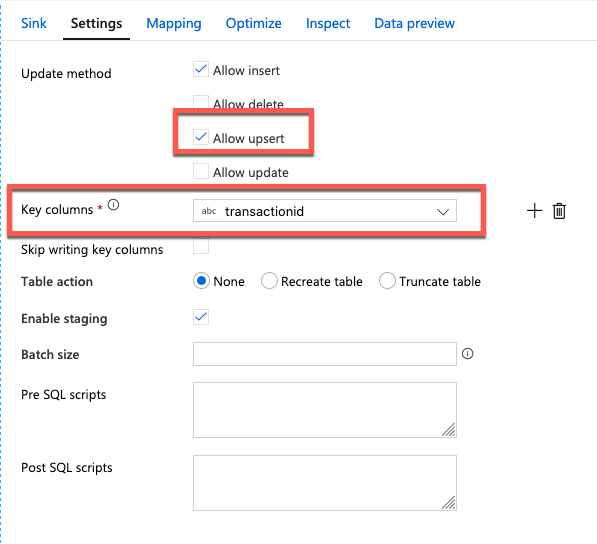 Sink Settings Mapping Optimize Inspect Data preview
Update method Allow insert
Allow delete
Allow upsert
Allow update
Key columns * abc transactionid
Skip writing key columns
Table action None Recreate table Truncate table
Enable staging
Batch size
Pre SQL scripts
Post SQL scripts